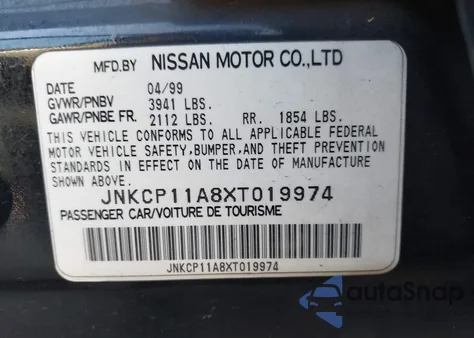 MFD.BY NISSAN MOTOR CO.,LTD
DATE 04/99
GVWR/PNBV 3941 LBS.
GAWR/PNBE FR. 2112 LBS. RR. 1854 LBS.
THIS VEHICLE CONFORMS TO ALL APPLICABLE FEDERAL
MOTOR VEHICLE SAFETY,BUMPER,AND THEFT PREVENTION
STANDARDS IN EFFECT ON THE DATE OF MANUFACTURE
SHOWN ABOVE.
JNKCP11A8XT019974
PASSENGER CAR/VOITURE DE TOURISME
JNKCP11A8XT019974
autoSnap